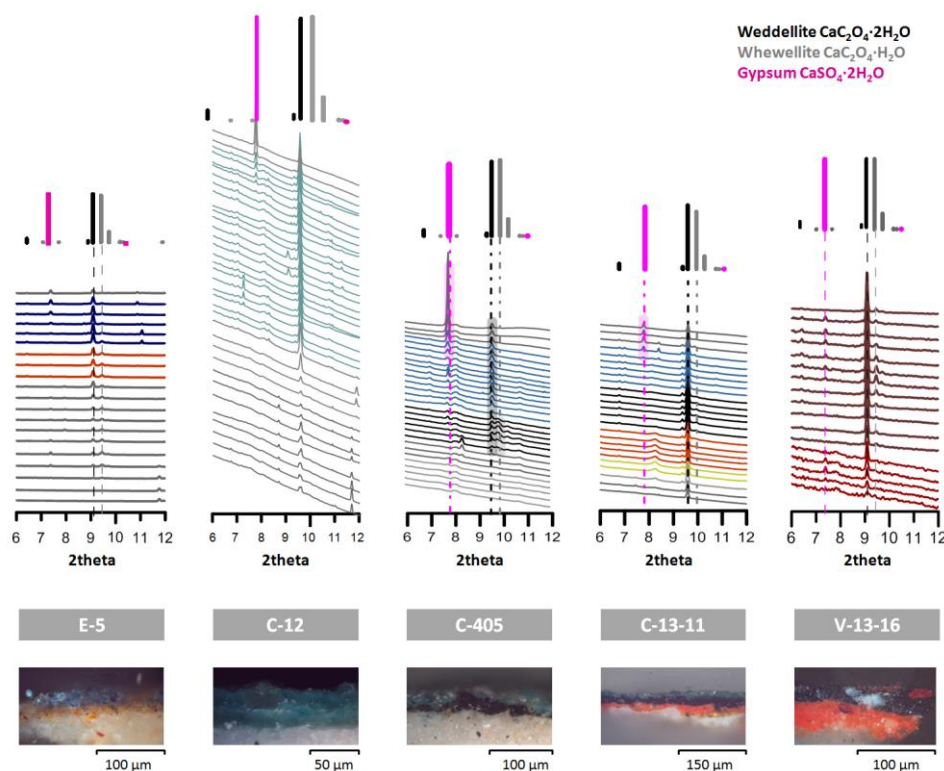 Weddellite CaC₂O₄·2H₂O
Whewellite CaC₂O₄·H₂O
Gypsum CaSO₄·2H₂O
6 7 8 9 10 11 12
2theta
6 7 8 9 10 11 12
2theta
6 7 8 9 10 11 12
2theta
6 7 8 9 10 11 12
2theta
6 7 8 9 10 11 12
2theta
E-5
C-12
C-405
C-13-11
V-13-16
100 µm
50 µm
100 µm
150 µm
100 µm